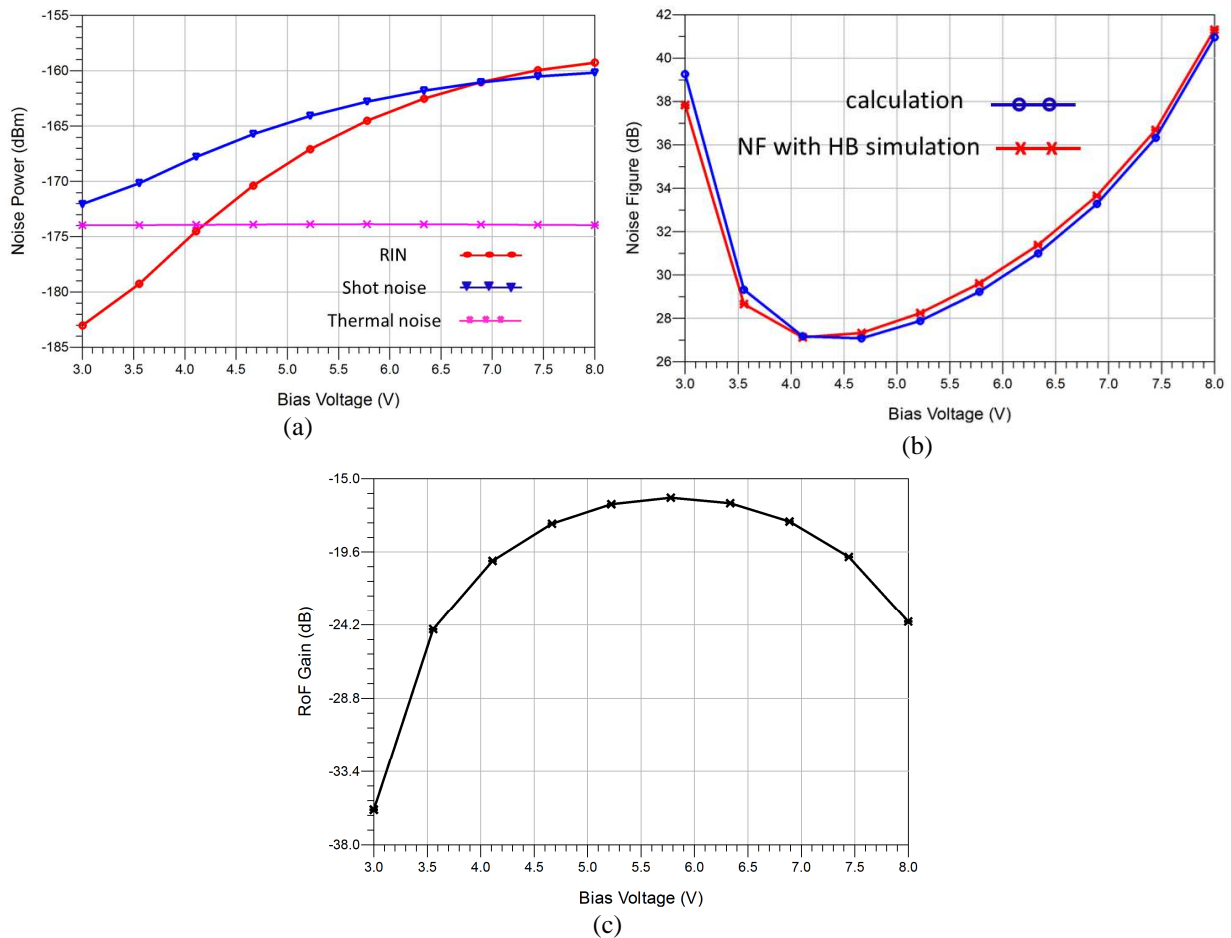 -155
-160
-165
-170
-175
-180
-185
Noise Power (dBm)
RIN
Shot noise
Thermal noise
3.0 3.5 4.0 4.5 5.0 5.5 6.0 6.5 7.0 7.5 8.0
Bias Voltage (V)
(a)
42
40
38
36
34
32
30
28
26
Noise Figure (dB)
calculation
NF with HB simulation
3.0 3.5 4.0 4.5 5.0 5.5 6.0 6.5 7.0 7.5 8.0
Bias Voltage (V)
(b)
-15.0
-19.6
-24.2
-28.8
-33.4
-38.0
RoF Gain (dB)
3.0 3.5 4.0 4.5 5.0 5.5 6.0 6.5 7.0 7.5 8.0
Bias Voltage (V)
(c)